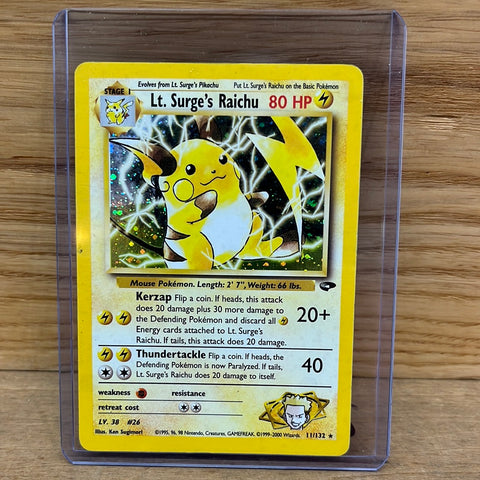 Evolves from Lt. Surge's Pikachu Put Lt. Surge's Raichu on the Basic Pokémon
STAGE 1
Lt. Surge's Raichu 80 HP
Mouse Pokémon. Length: 2' 7", Weight: 66 lbs.
Kerzap Flip a coin. If heads, this attack
does 20 damage plus 30 more damage to
the Defending Pokémon and discard all
Energy cards attached to Lt. Surge's
Raichu. If tails, this attack does 20 damage.
20+
Thundertackle Flip a coin. If heads, the
Defending Pokémon is now Paralyzed. If tails,
Lt. Surge's Raichu does 20 damage to itself.
40
weakness resistance
retreat cost
LV. 38 #26
Illus. Ken Sugimori ©1995, 96, 98 Nintendo, Creatures, GAMEFREAK. ©1999-2000 Wizards. 11/132